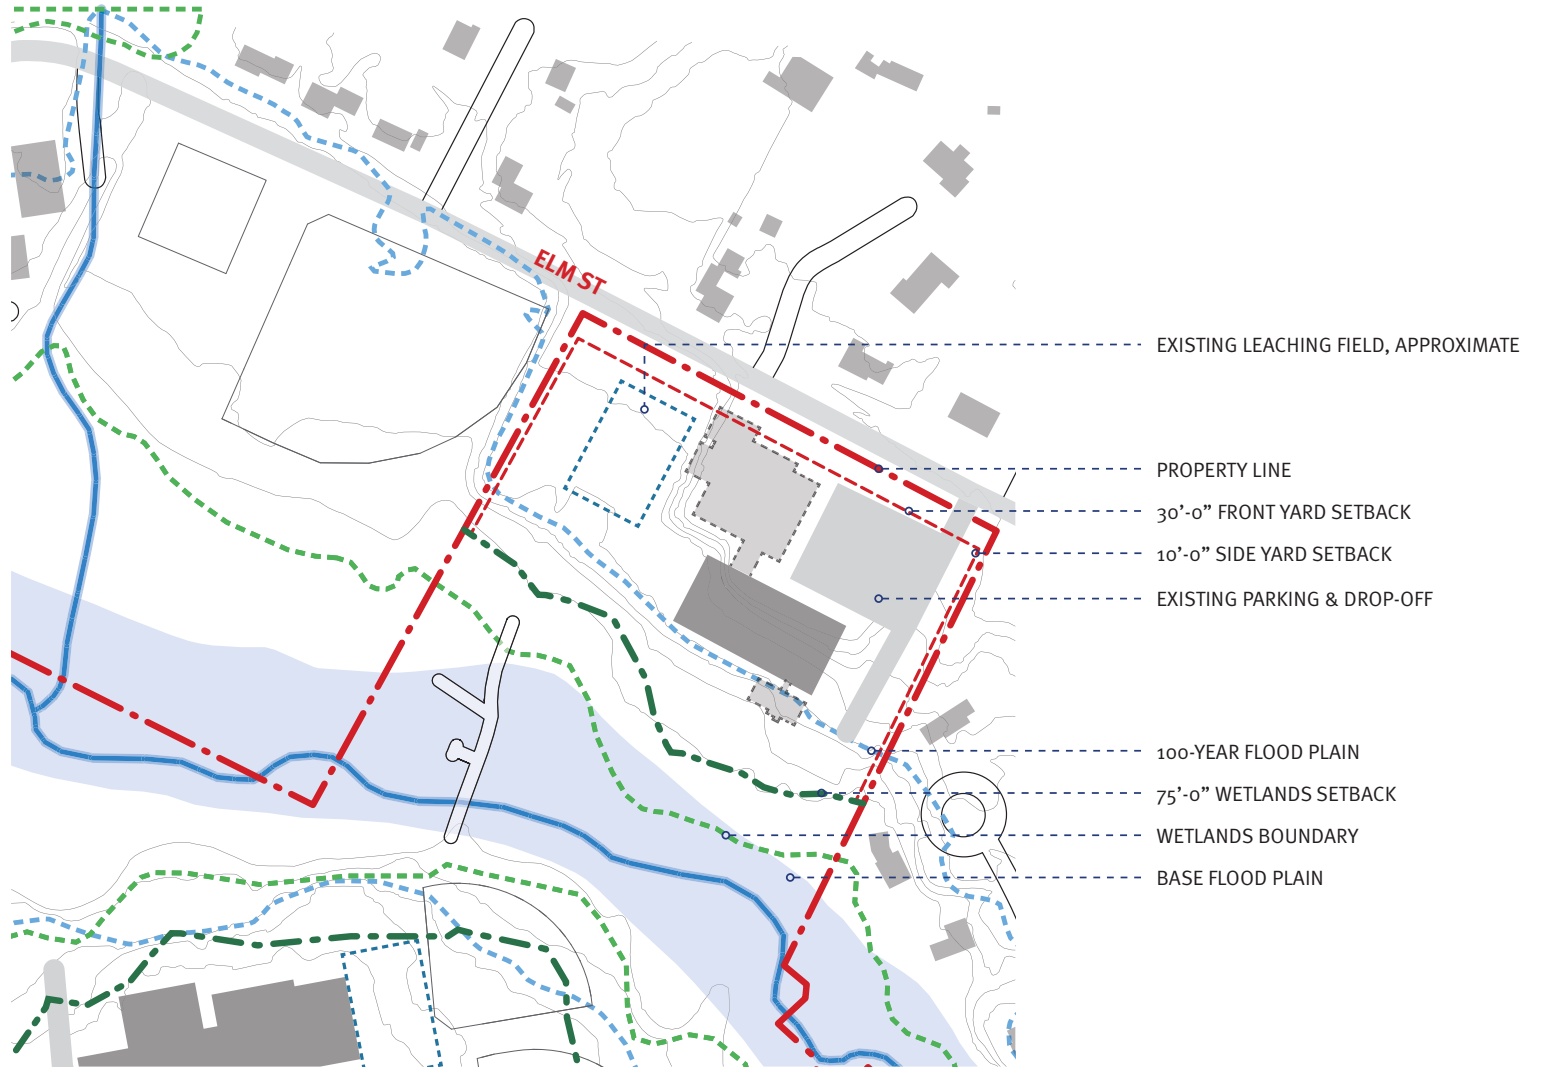 ELM ST
EXISTING LEACHING FIELD, APPROXIMATE
PROPERTY LINE
30’-0” FRONT YARD SETBACK
10’-0” SIDE YARD SETBACK
EXISTING PARKING & DROP-OFF
100-YEAR FLOOD PLAIN
75’-0” WETLANDS SETBACK
WETLANDS BOUNDARY
BASE FLOOD PLAIN